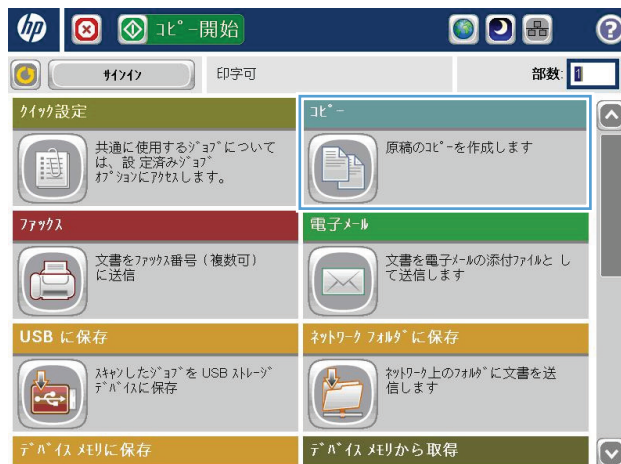 hp
ｺﾋﾟｰ開始
?
ｻｲﾝｲﾝ
印字可
部数:
1
ｸｲｯｸ設定
共通に使用するｼﾞｮﾌﾞについて
は、設 定済みｼﾞｮﾌﾞ
ｵﾌﾟｼｮﾝにｱｸｾｽしま す。
ｺﾋﾟｰ
原稿のｺﾋﾟｰを作成します
ﾌｧｯｸｽ
文書をﾌｧｯｸｽ番号（複数可）
に送信
電子ﾒｰﾙ
文書を電子ﾒｰﾙの添付ﾌｧｲﾙと し
て送信しま す
USB に保存
ｽｷｬﾝしたｼﾞｮﾌﾞを USB ｽﾄﾚｰｼﾞ
ﾃﾞﾊﾞｲｽに保存
ﾈｯﾄﾜｰｸ ﾌｫﾙﾀﾞに保存
ﾈｯﾄﾜｰｸ上のﾌｫﾙﾀﾞに文書を送
信します
ﾃﾞﾊﾞｲｽ ﾒﾓﾘに保存
ﾃﾞﾊﾞｲｽ ﾒﾓﾘから取得